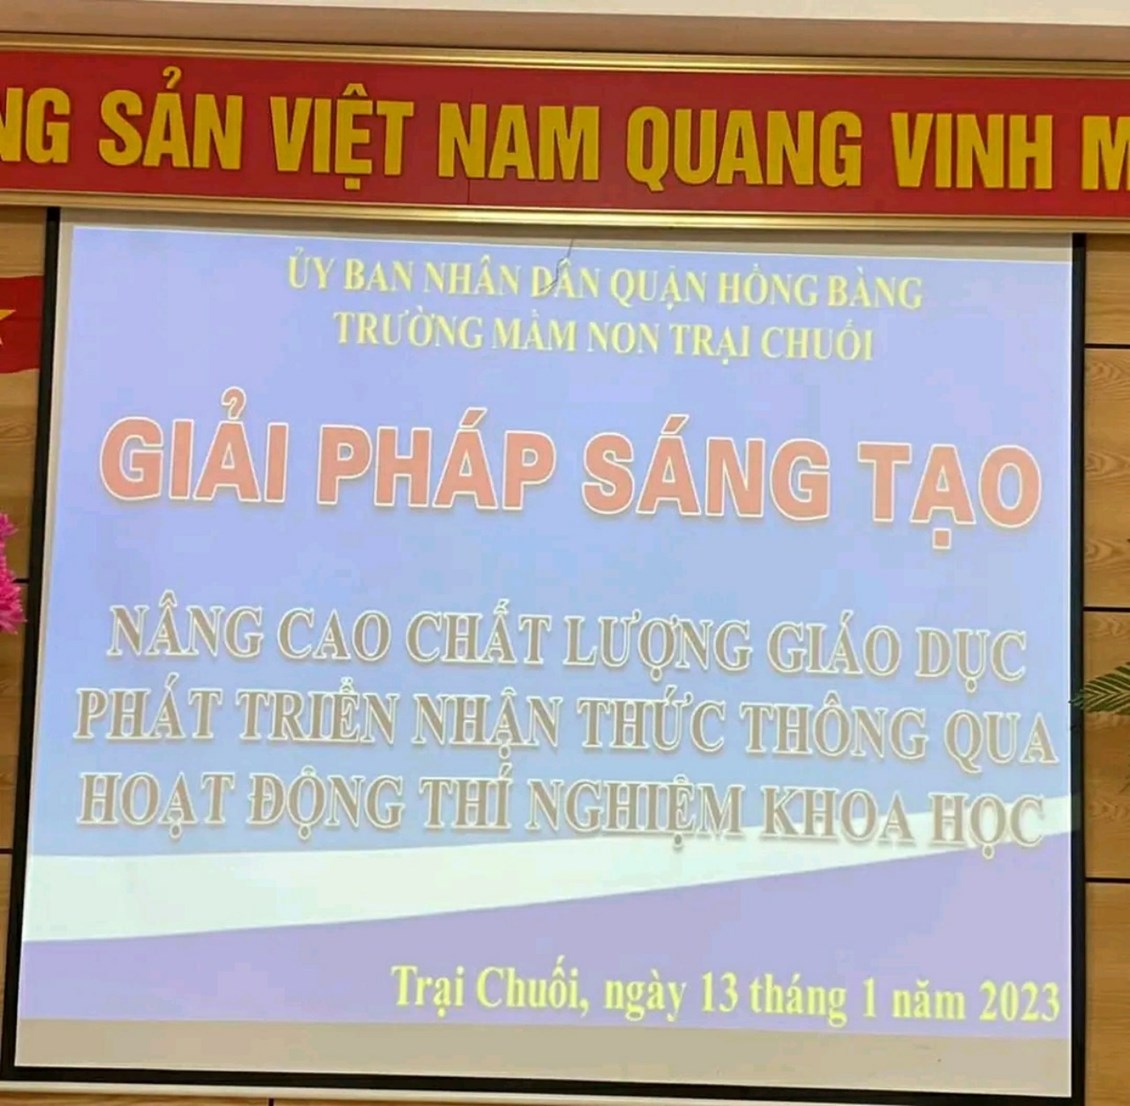 NG SẢN VIỆT NAM QUANG VINH M
ỦY BAN NHÂN DÂN QUẬN HỒNG BÀNG
TRƯỜNG MẦM NON TRẠI CHUỐI
GIẢI PHÁP SÁNG TẠO
NÂNG CAO CHẤT LƯỢNG GIÁO DỤC
PHÁT TRIỂN NHẬN THỨC THÔNG QUA
HOẠT ĐỘNG THÍ NGHIỆM KHOA HỌC
Trại Chuối, ngày 13 tháng 1 năm 2023